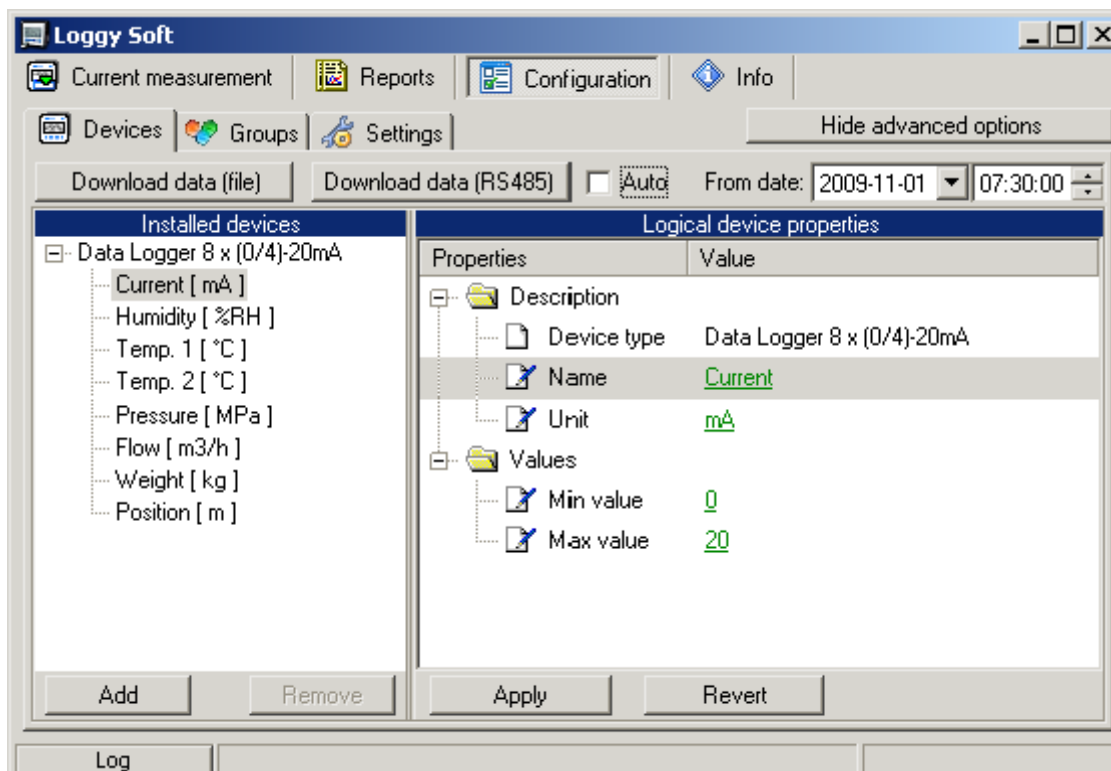 Loggy Soft
Current measurement Reports Configuration Info
Devices Groups Settings Hide advanced options
Download data (file) Download data (RS485) Auto From date: 2009-11-01 07:30:00
Installed devices
Data Logger 8 x (0/4)-20mA
Current [ mA ]
Humidity [ %RH ]
Temp. 1 [ °C ]
Temp. 2 [ °C ]
Pressure [ MPa ]
Flow [ m3/h ]
Weight [ kg ]
Position [ m ]
Add Remove
Logical device properties
Properties Value
Description
Device type Data Logger 8 x (0/4)-20mA
Name Current
Unit mA
Values
Min value 0
Max value 20
Apply Revert
Log